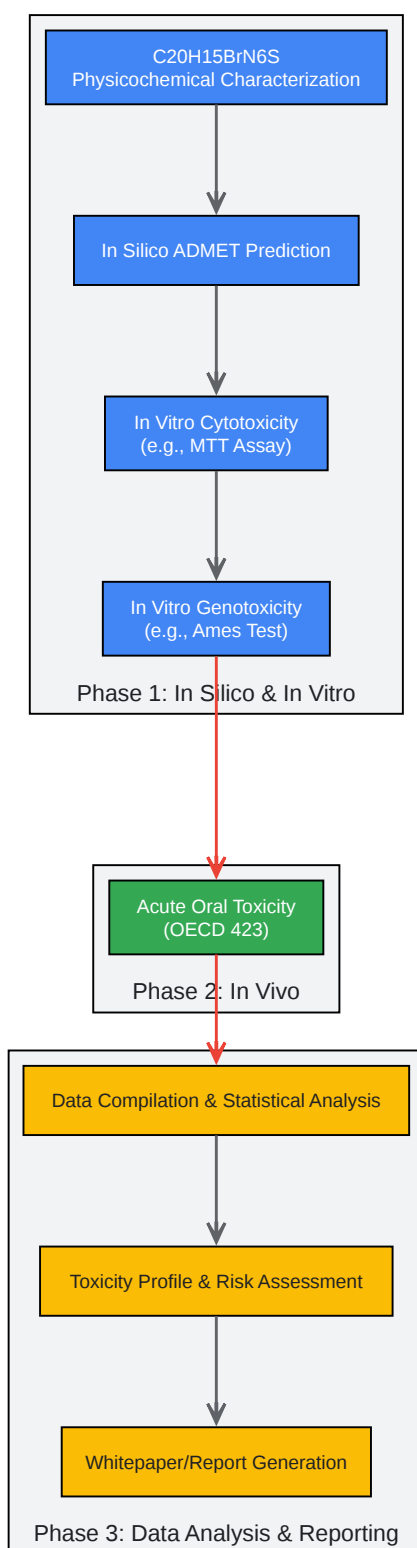 C20H15BrN6S
Physicochemical Characterization
In Silico ADMET Prediction
In Vitro Cytotoxicity
(e.g., MTT Assay)
In Vitro Genotoxicity
(e.g., Ames Test)
Phase 1: In Silico & In Vitro
Acute Oral Toxicity
(OECD 423)
Phase 2: In Vivo
Data Compilation & Statistical Analysis
Toxicity Profile & Risk Assessment
Whitepaper/Report Generation
Phase 3: Data Analysis & Reporting